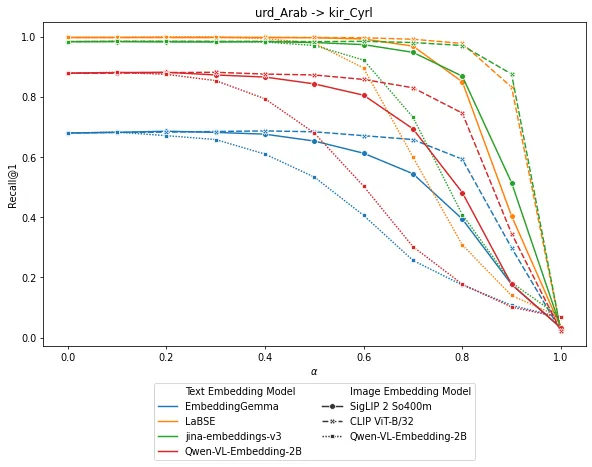 urd_Arab -> kir_Cyrl
Recall@1
1.0
0.8
0.6
0.4
0.2
0.0
0.0 0.2 0.4 0.6 0.8 1.0
α
Text Embedding Model Image Embedding Model
EmbeddingGemma SigLIP 2 So400m
LaBSE CLIP ViT-B/32
jina-embeddings-v3 Qwen-VL-Embedding-2B
Qwen-VL-Embedding-2B